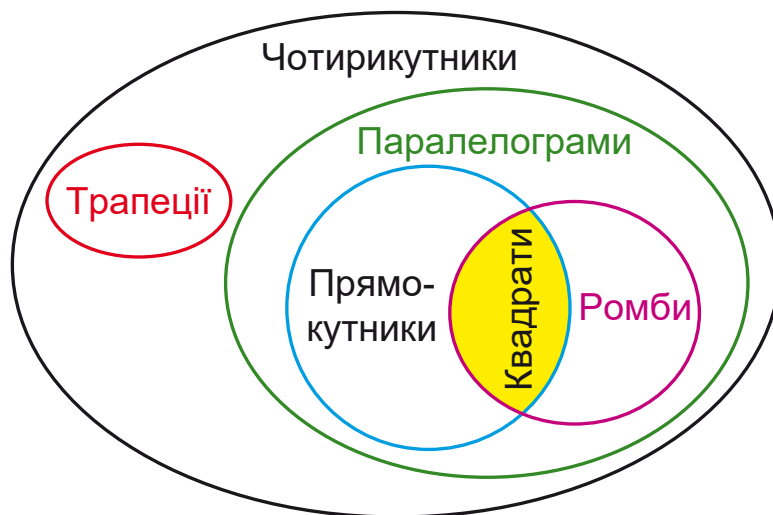 Чотирикутники
Паралелограми
Трапеції
Прямо-
кутники
Квадрати
Ромби